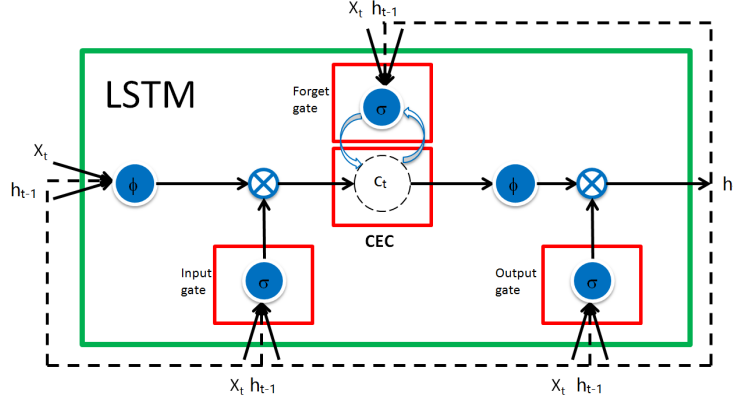 Xₜ hₜ₋₁
LSTM
Forget
gate
σ
Xₜ
hₜ₋₁
ϕ
Cₜ
ϕ
h
CEC
Input
gate
σ
Output
gate
σ
Xₜ hₜ₋₁
Xₜ hₜ₋₁